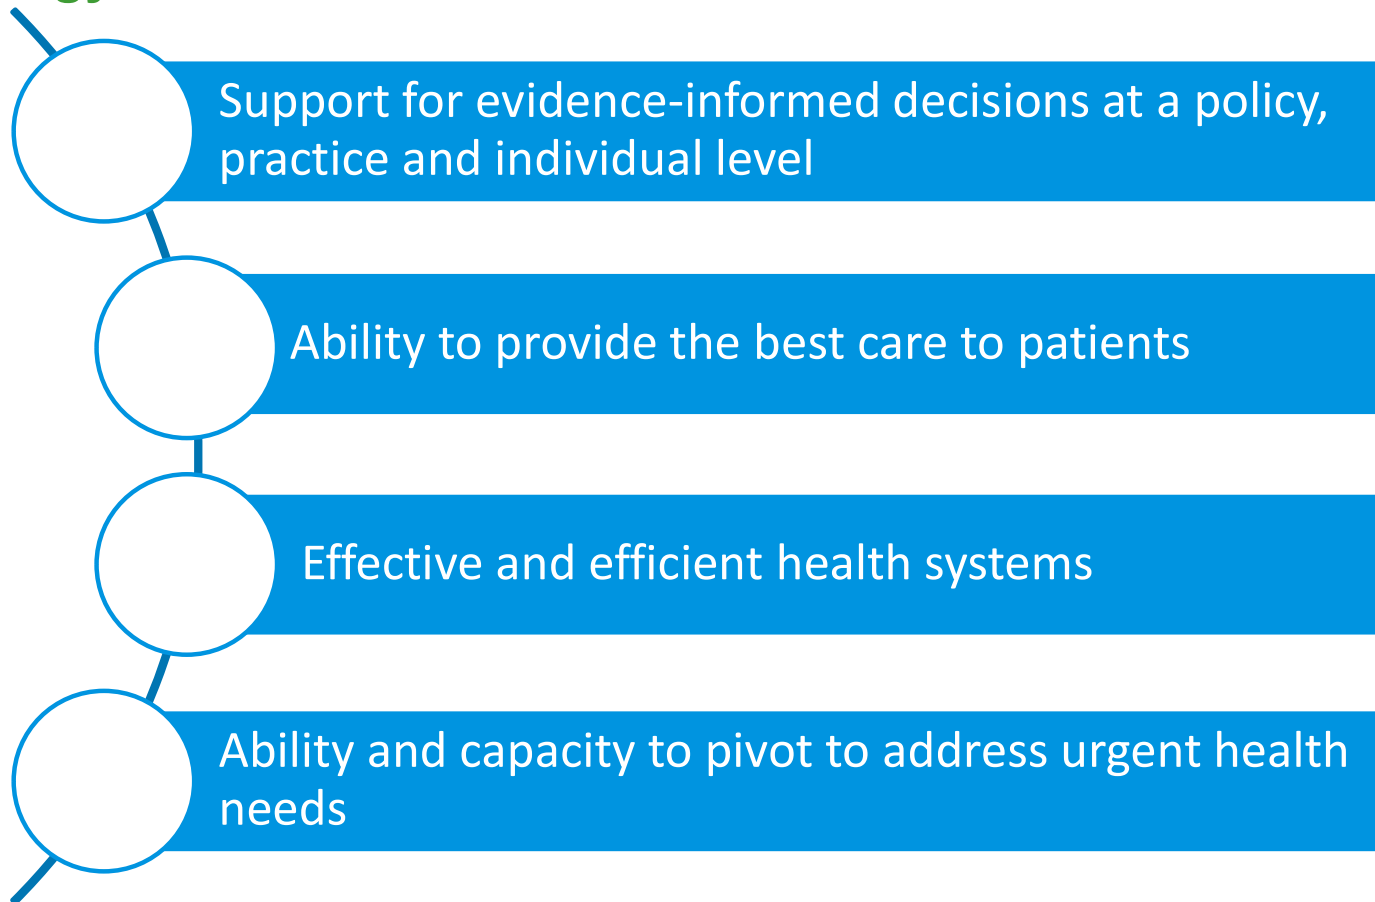 Support for evidence-informed decisions at a policy,
practice and individual level
Ability to provide the best care to patients
Effective and efficient health systems
Ability and capacity to pivot to address urgent health
needs